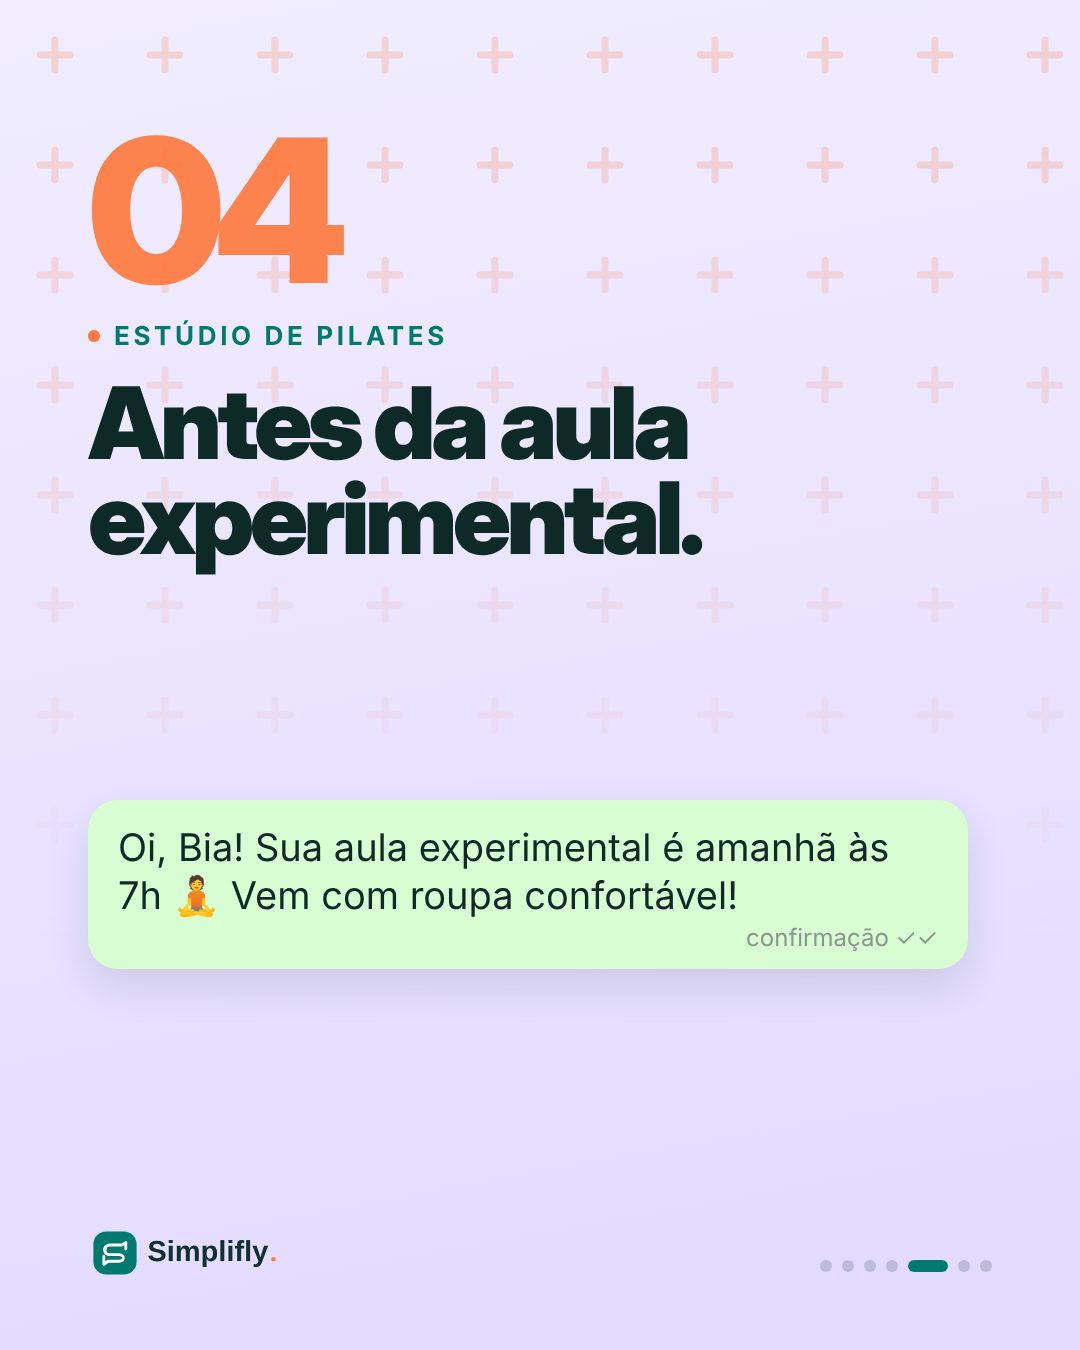 04
ESTÚDIO DE PILATES
Antes da aula
experimental.
Oi, Bia! Sua aula experimental é amanhã às
7h 🧘 Vem com roupa confortável!
confirmação ✓✓
Simplifly.